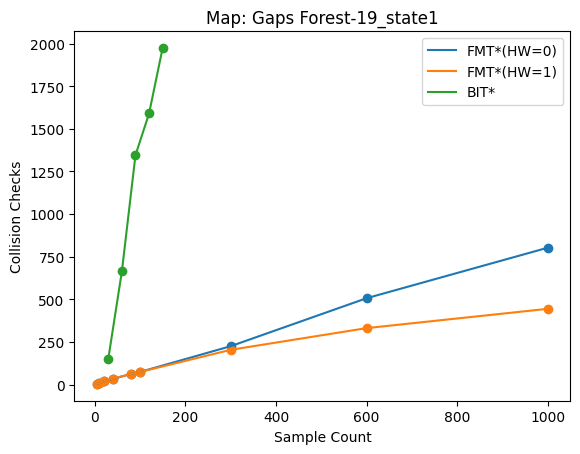 Map: Gaps Forest-19_state1
FMT*(HW=0)
FMT*(HW=1)
BIT*
2000
1750
1500
1250
1000
750
500
250
0
Collision Checks
0
200
400
600
800
1000
Sample Count